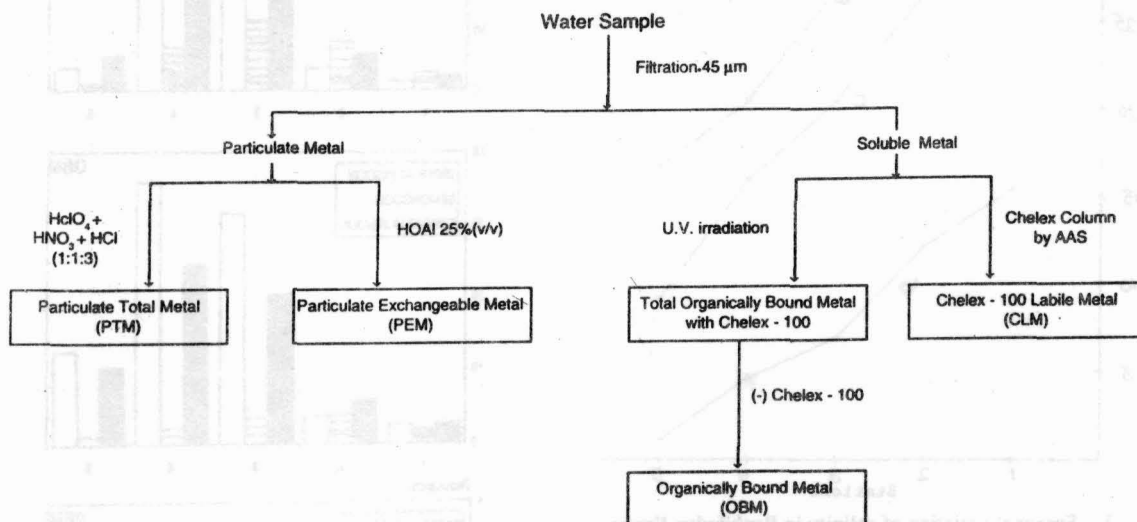 Water Sample
Filtration.45 µm
Particulate Metal
Soluble Metal
HclO4 +
HNO3 + HCl
(1:1:3)
HOAl 25%(v/v)
U.V. irradiation
Chelex Column
by AAS
Particulate Total Metal
(PTM)
Particulate Exchangeable Metal
(PEM)
Total Organically Bound Metal
with Chelex - 100
Chelex - 100 Labile Metal
(CLM)
(-) Chelex - 100
Organically Bound Metal
(OBM)